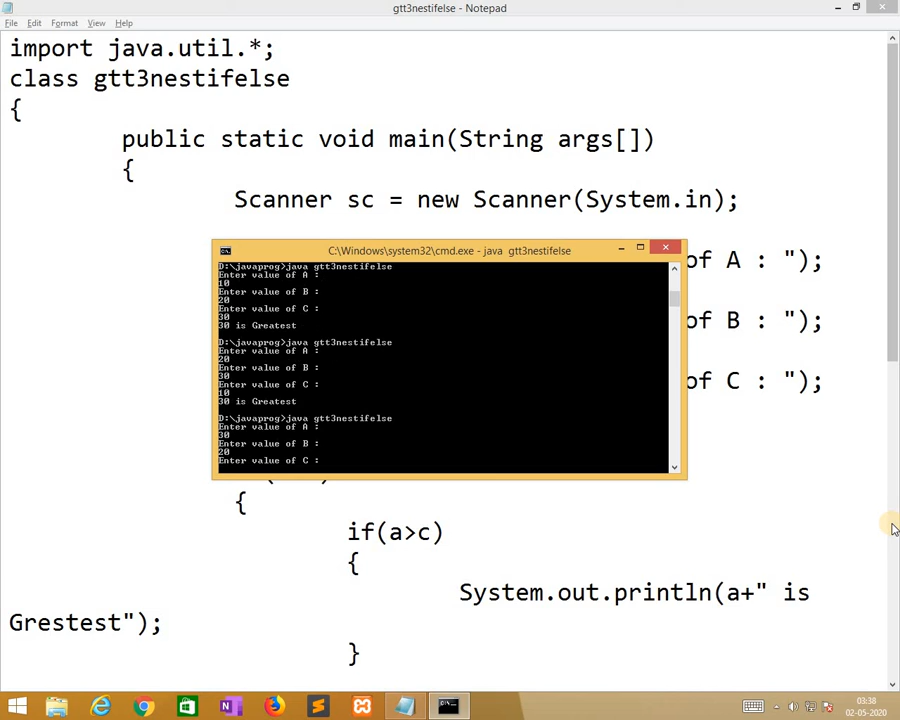 gtt3nestifelse - Notepad
File Edit Format View Help
import java.util.*;
class gtt3nestifelse
{
public static void main(String args[])
{
Scanner sc = new Scanner(System.in);
of A : ");
of B : ");
of C : ");
C:\Windows\system32\cmd.exe - java gtt3nestifelse
D:\javaprog>java gtt3nestifelse
Enter value of A :
10
Enter value of B :
20
Enter value of C :
30
30 is Greatest
D:\javaprog>java gtt3nestifelse
Enter value of A :
20
Enter value of B :
30
Enter value of C :
10
30 is Greatest
D:\javaprog>java gtt3nestifelse
Enter value of A :
30
Enter value of B :
20
Enter value of C :
{
if(a>c)
{
System.out.println(a+" is
Grestest");
}
03:38
02-05-2020